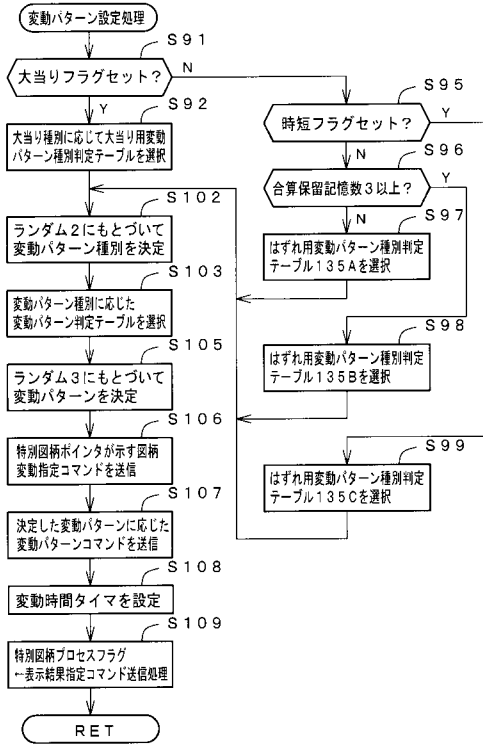 変動パターン設定処理
S91
大当りフラグセット?
N
Y
S92
大当り種別に応じて大当り用変動
パターン種別判定テーブルを選択
S95
時短フラグセット?
Y
N
S96
合算保留記憶数3以上?
Y
N
S97
はずれ用変動パターン種別判定
テーブル135Aを選択
S98
はずれ用変動パターン種別判定
テーブル135Bを選択
S99
はずれ用変動パターン種別判定
テーブル135Cを選択
S102
ランダム2にもとづいて
変動パターン種別を決定
S103
変動パターン種別に応じた
変動パターン判定テーブルを選択
S105
ランダム3にもとづいて
変動パターンを決定
S106
特別図柄ポインタが示す図柄
変動指定コマンドを送信
S107
決定した変動パターンに応じた
変動パターンコマンドを送信
S108
変動時間タイマを設定
S109
特別図柄プロセスフラグ
←表示結果指定コマンド送信処理
RET